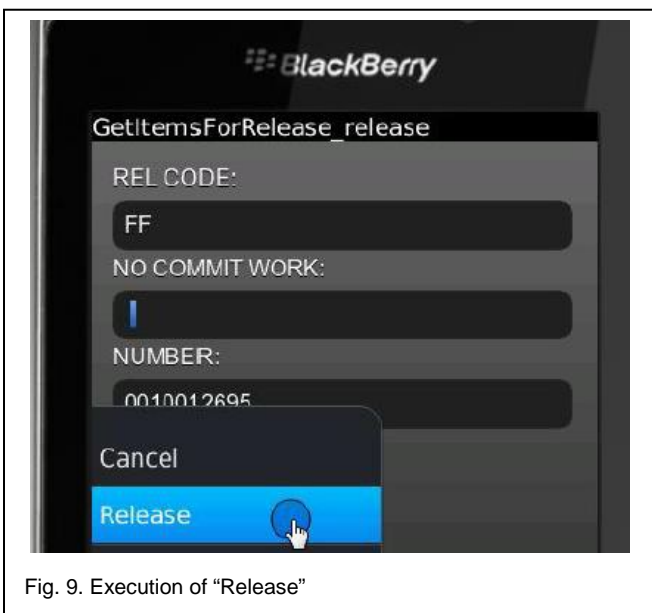 BlackBerry
GetItemsForRelease_release
REL CODE:
FF
NO COMMIT WORK:
NUMBER:
0010012695
Cancel
Release
Fig. 9. Execution of “Release”